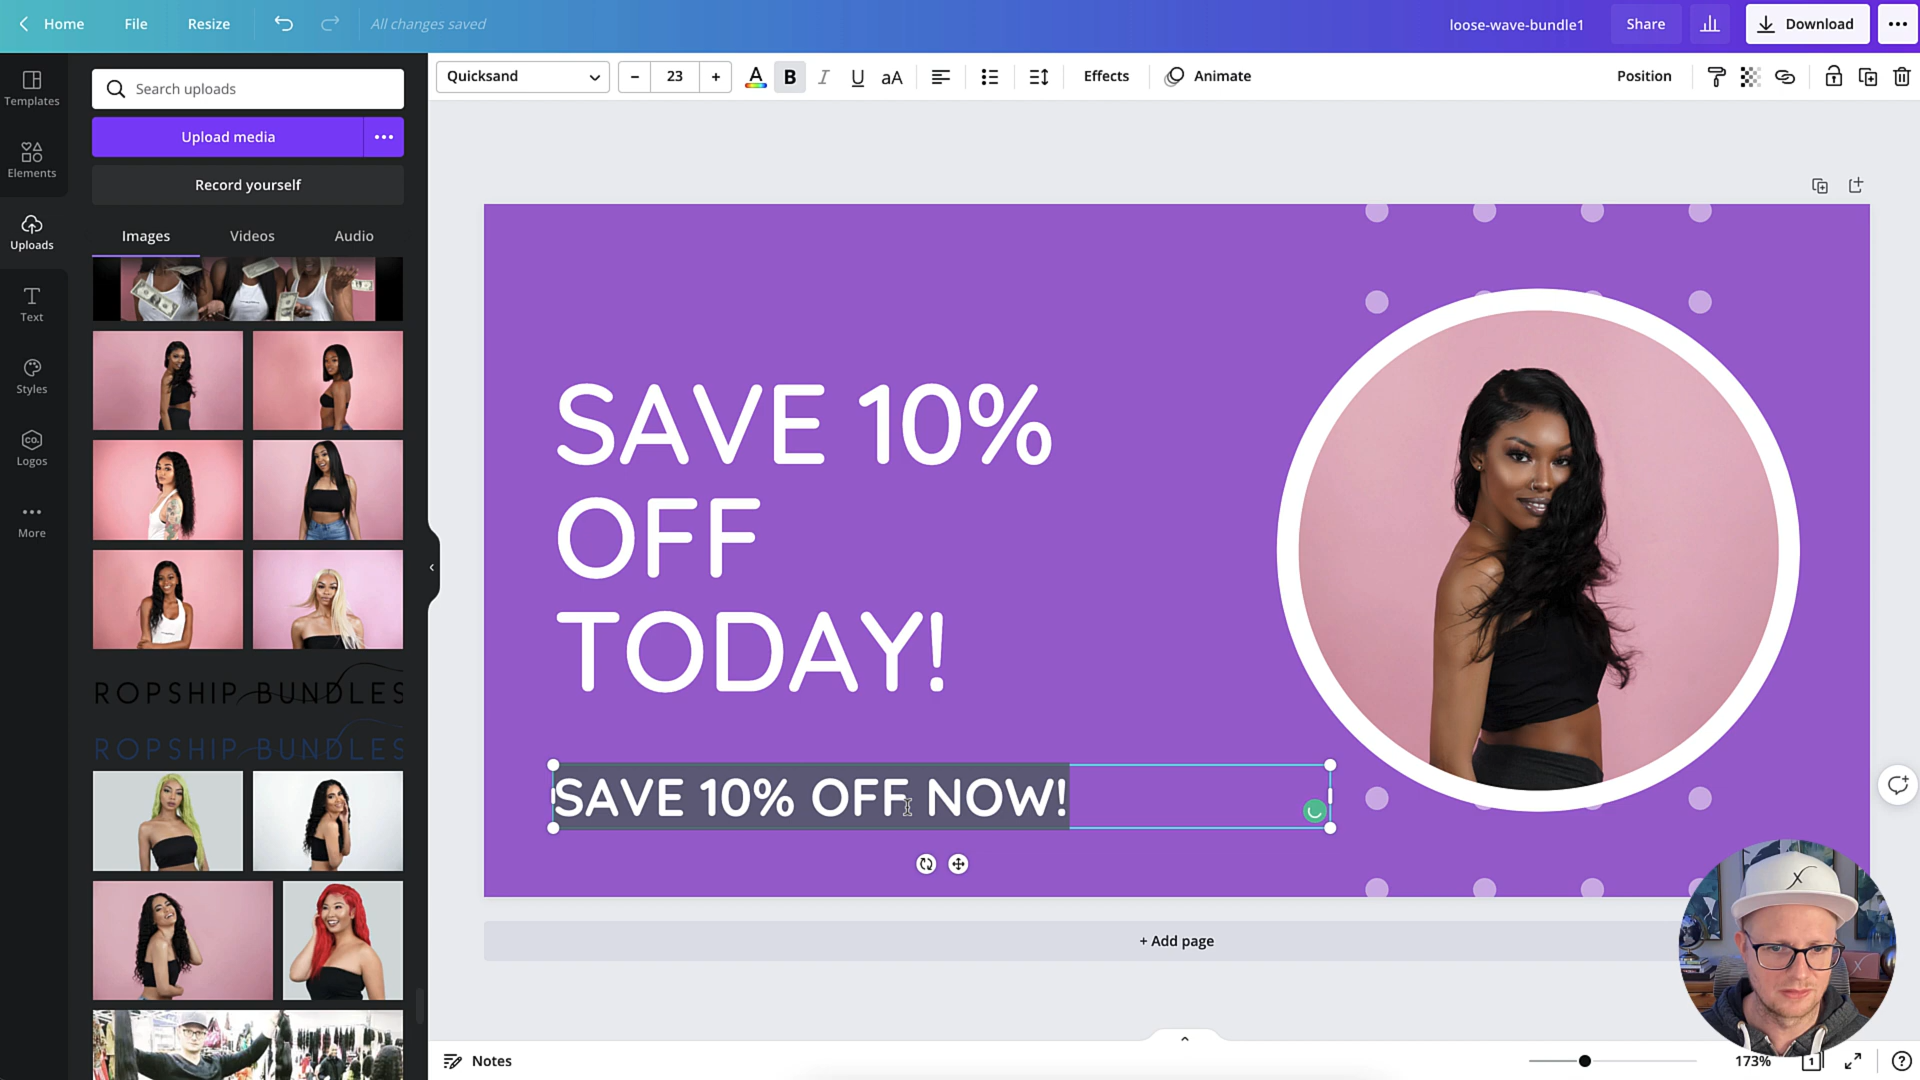 Home
File
Resize
All changes saved
loose-wave-bundle1
Share
Download
Templates
Elements
Uploads
Text
Styles
CO.
Logos
More
Search uploads
Upload media
Record yourself
Images
Videos
Audio
ROPSHIP BUNDLES
ROPSHIP BUNDLES
Quicksand
23
A
B
I
U
aA
Effects
Animate
Position
SAVE 10%
OFF
TODAY!
SAVE 10% OFF NOW!
+ Add page
Notes
173%
1
?
X